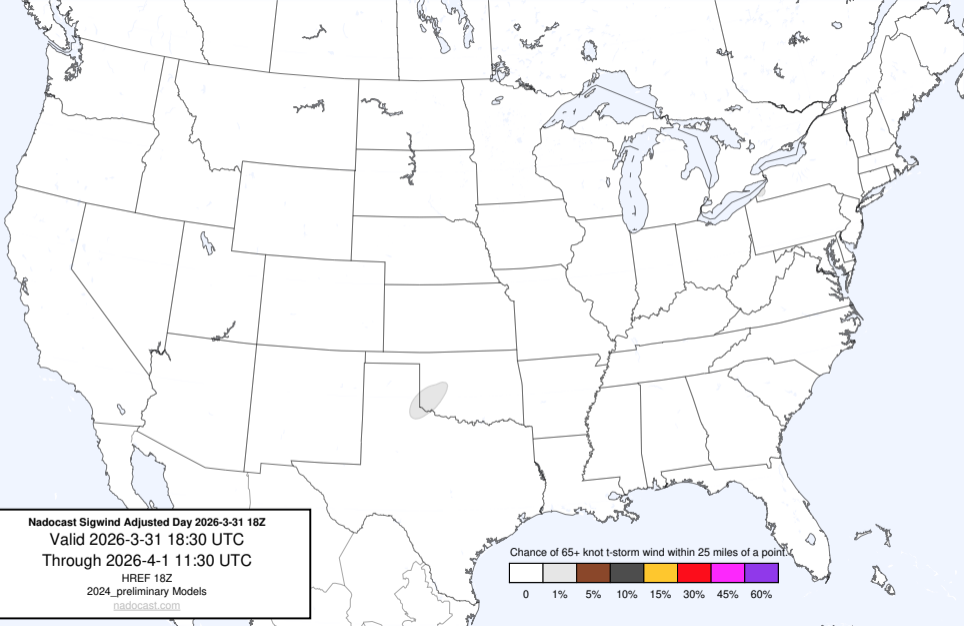 Nadocast Sigwind Adjusted Day 2026-3-31 18Z
Valid 2026-3-31 18:30 UTC
Through 2026-4-1 11:30 UTC
HREF 18Z
2024_preliminary Models
nadocast.com
Chance of 65+ knot t-storm wind within 25 miles of a point.
0 1% 5% 10% 15% 30% 45% 60%